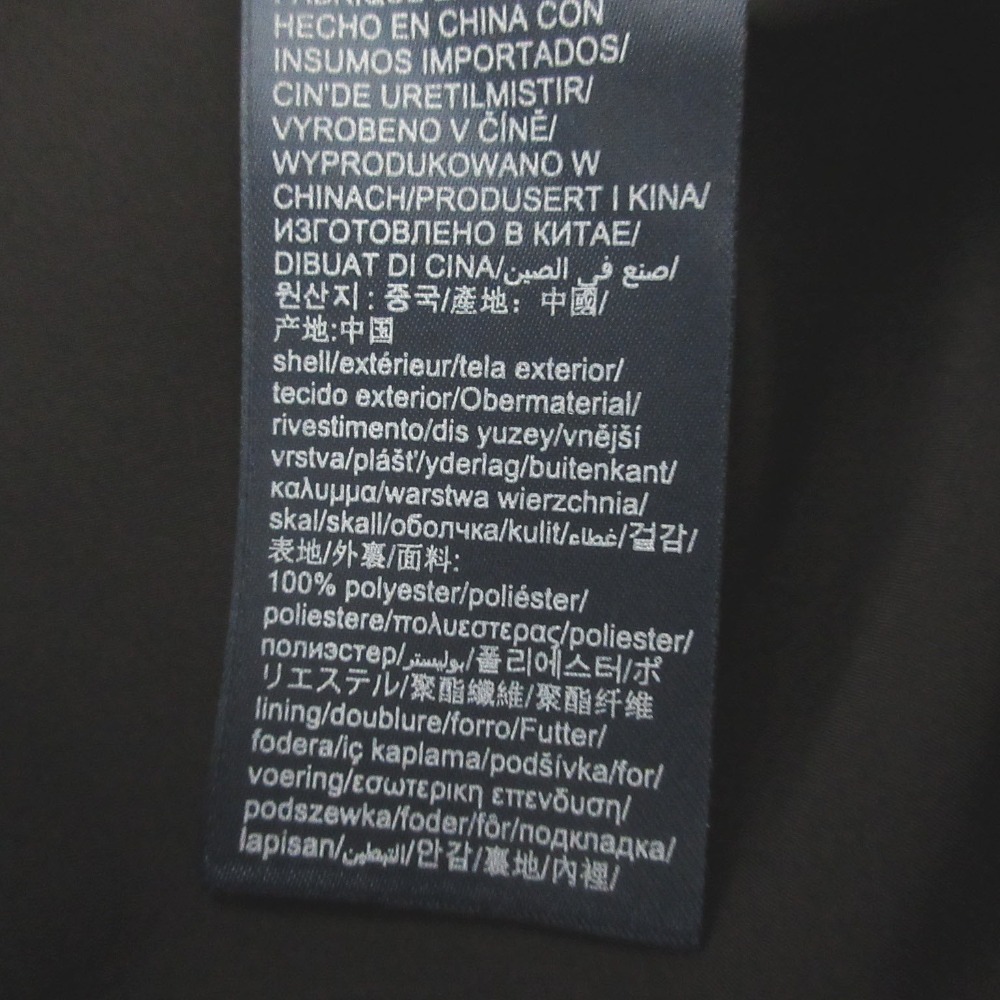 HECHO EN CHINA CON
INSUMOS IMPORTADOS/
CIN'DE URETILMISTIR/
VYROBENO V ČÍNĚ/
WYPRODUKOWANO W
CHINACH/PRODUSERT I KINA/
ИЗГОТОВЛЕНО В КИТАЕ/
DIBUAT DI CINA/صنع في الصين/
원산지 : 중국/產地: 中國/
产地:中国
shell/extérieur/tela exterior/
tecido exterior/Obermaterial/
rivestimento/dis yuzey/vnější
vrstva/plášť/yderlag/buitenkant/
καλυμμα/warstwa wierzchnia/
skal/skall/оболчка/kulit/غطاء/겉감/
表地/外裏/面料:
100% polyester/poliéster/
poliestere/πολυεστερας/poliester/
полиэстер/بوليستر/폴리에스터/ポ
リエステル/聚酯纖維/聚酯纤维
lining/doublure/forro/Futter/
fodera/iç kaplama/podšívka/for/
voering/εσωτερικη επενδυση/
podszewka/foder/fôr/подкладка/
lapisan/التبطين/안감/裏地/內裡/